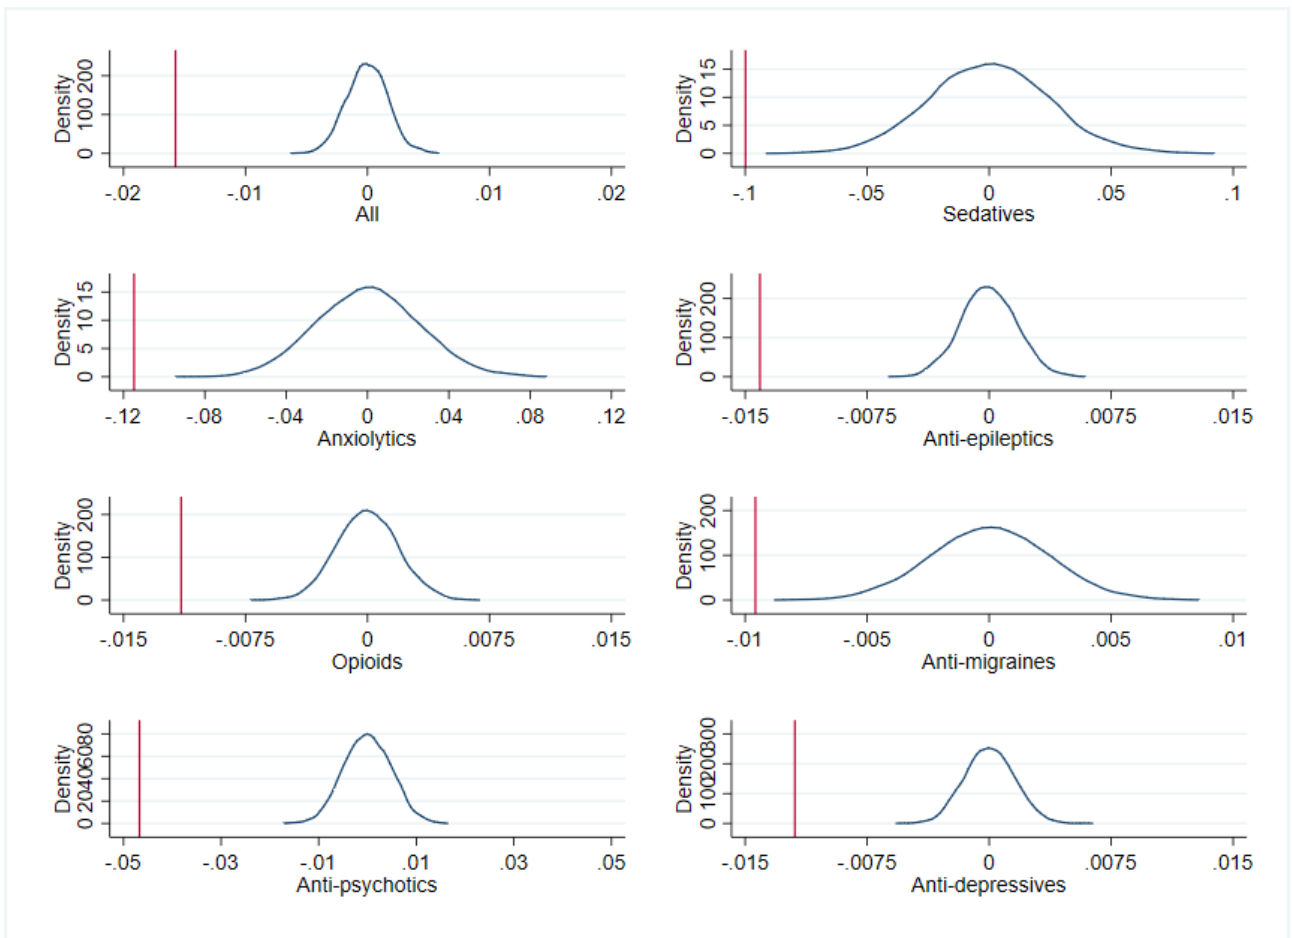 Density
0 100 200
-.02 -.01 0 .01 .02
All
Density
0 5 10 15
-.1 -.05 0 .05 .1
Sedatives
Density
0 5 10 15
-.12 -.08 -.04 0 .04 .08 .12
Anxiolytics
Density
0 100 200
-.015 -.0075 0 .0075 .015
Anti-epileptics
Density
0 100 200
-.015 -.0075 0 .0075 .015
Opioids
Density
0 100 200
-.01 -.005 0 .005 .01
Anti-migraines
Density
0 20 40 60 80
-.05 -.03 -.01 .01 .03 .05
Anti-psychotics
Density
0 100 200 300
-.015 -.0075 0 .0075 .015
Anti-depressives